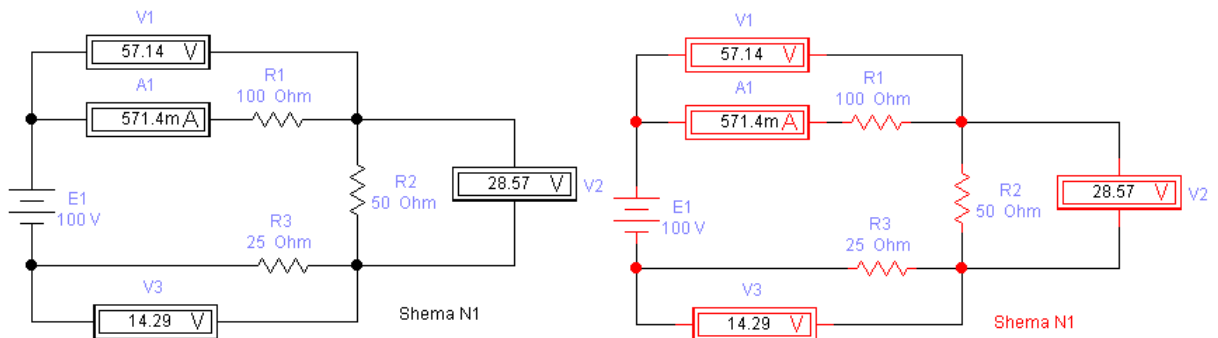 V1
57.14 V
A1
571.4m A
R1
100 Ohm
E1
100 V
R2
50 Ohm
28.57 V
V2
R3
25 Ohm
V3
14.29 V
Shema N1
V1
57.14 V
A1
571.4m A
R1
100 Ohm
E1
100 V
R2
50 Ohm
28.57 V
V2
R3
25 Ohm
V3
14.29 V
Shema N1